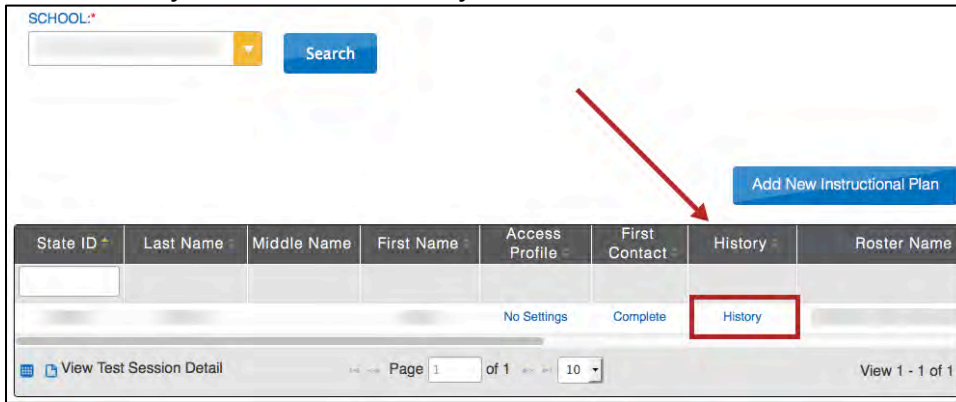 SCHOOL:*
Search
Add New Instructional Plan
State ID Last Name Middle Name First Name Access Profile First Contact History Roster Name
No Settings Complete History
View Test Session Detail Page 1 of 1 10 View 1 - 1 of 1